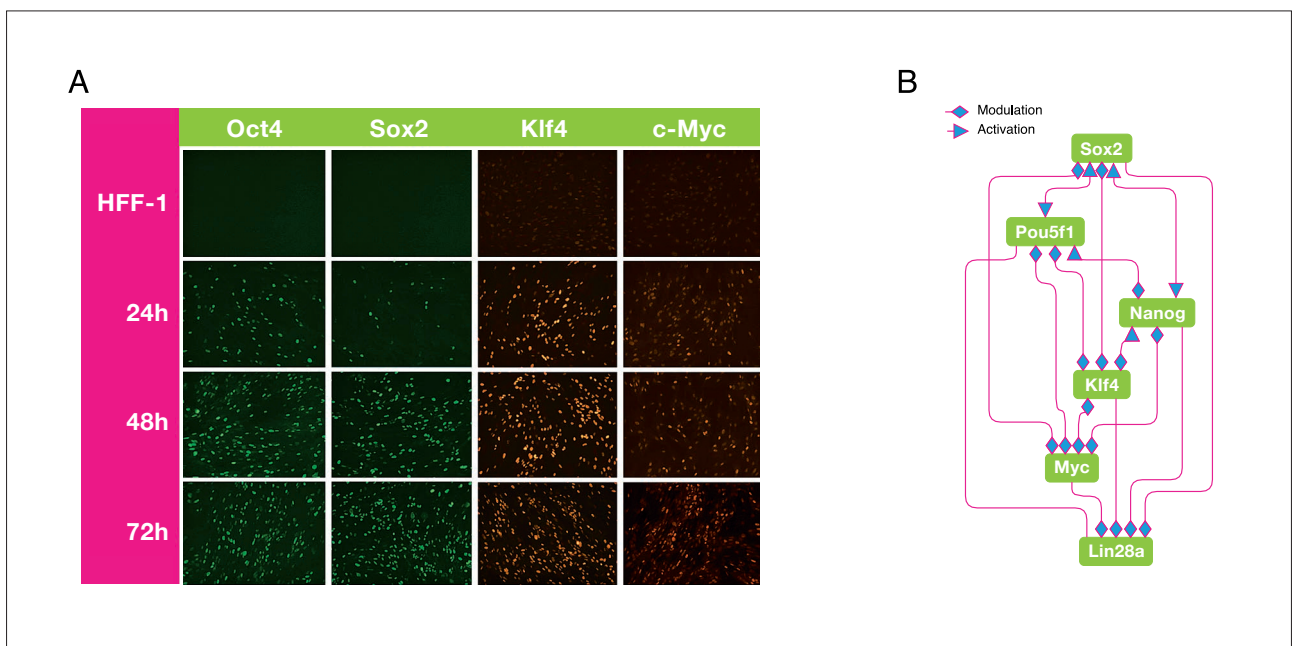 A
Oct4 Sox2 Klf4 c-Myc
HFF-1
24h
48h
72h
B
Modulation
Activation
Sox2
Pou5f1
Nanog
Klf4
Myc
Lin28a